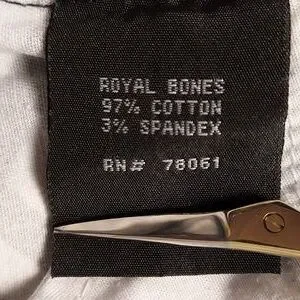 ROYAL BONES
97% COTTON
3% SPANDEX
RN# 78061